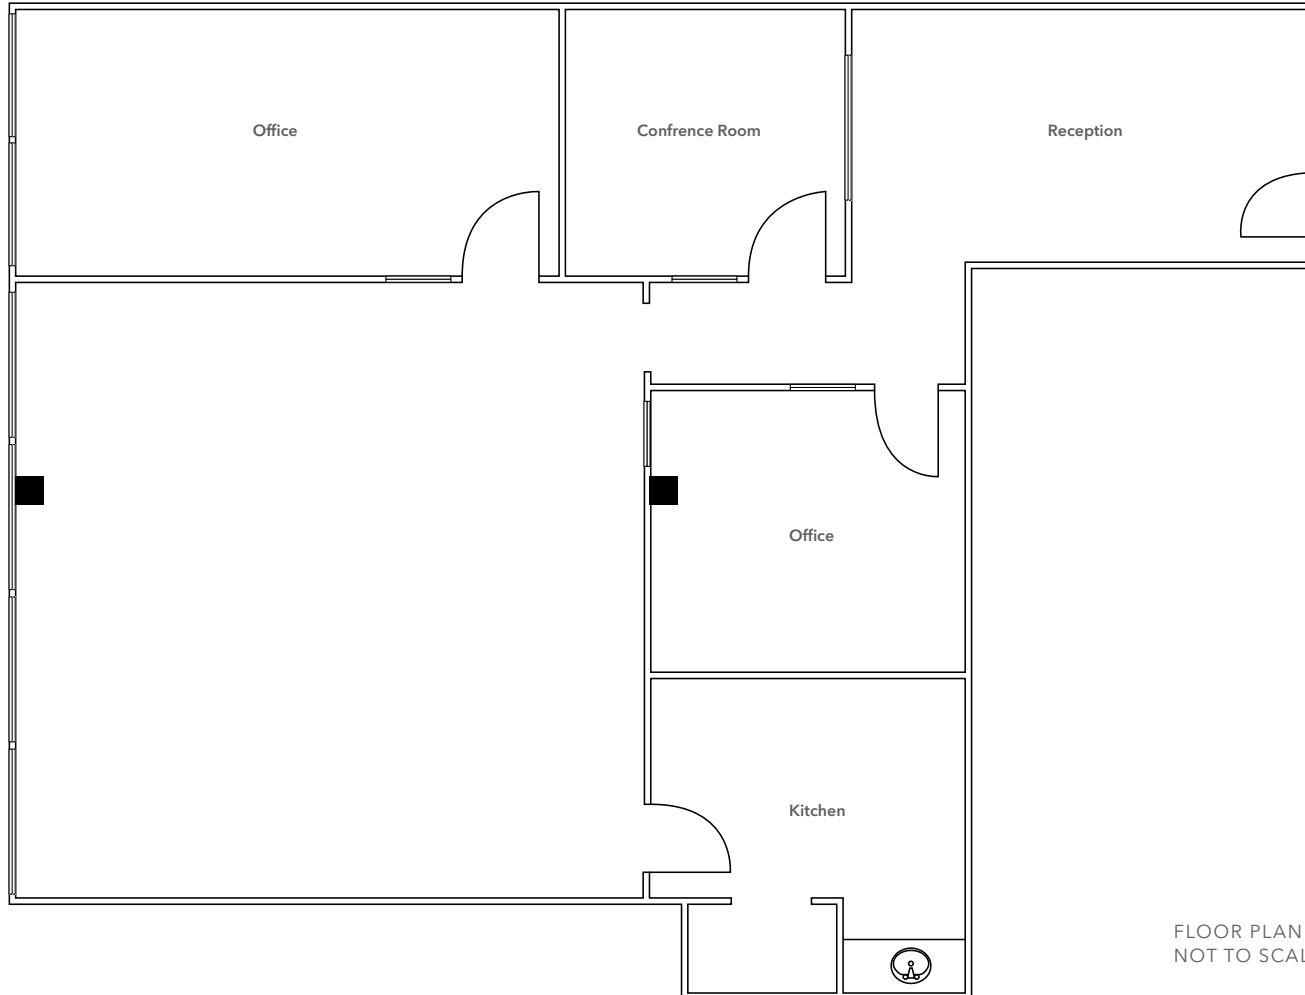 Office
Confrence Room
Reception
Office
Kitchen
FLOOR PLAN
NOT TO SCAL